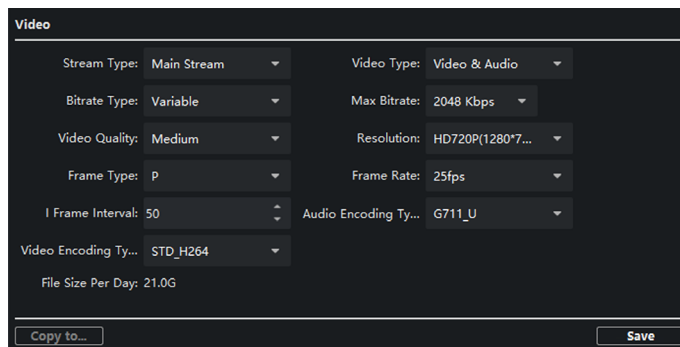 Video
Stream Type: Main Stream
Video Type: Video & Audio
Bitrate Type: Variable
Max Bitrate: 2048 Kbps
Video Quality: Medium
Resolution: HD720P(1280*7...
Frame Type: P
Frame Rate: 25fps
I Frame Interval: 50
Audio Encoding Ty... G711_U
Video Encoding Ty... STD_H264
File Size Per Day: 21.0G
Copy to...
Save